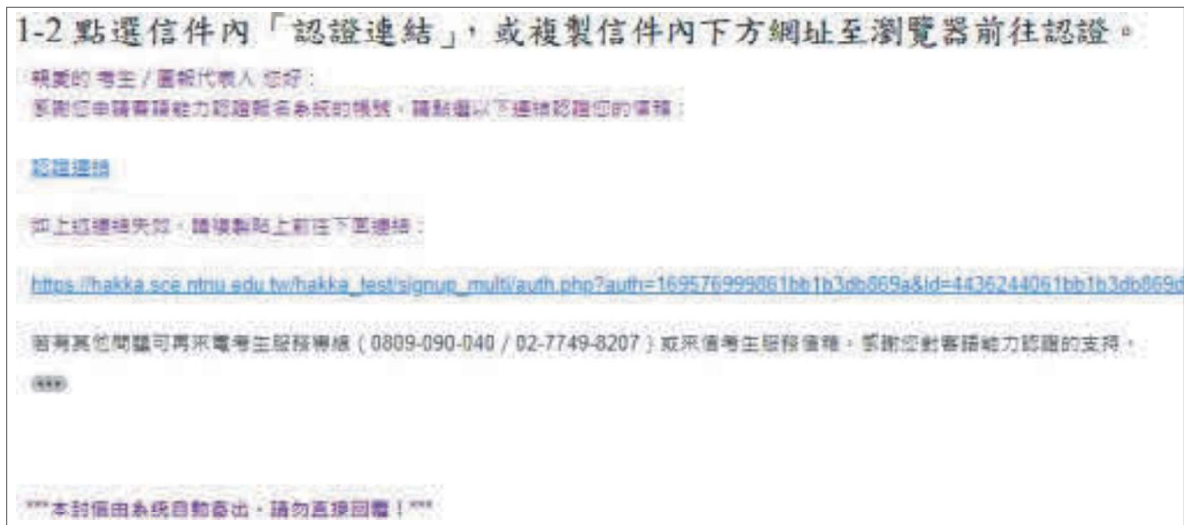 1-2 點選信件內「認證連結」,或複製信件內下方網址至瀏覽器前往認證。
親愛的 考生 / 團報代表人 您好:
感謝您申請客語能力認證報名系統的帳號,請點選以下連結認證您的信箱:
認證連結
如上述連結失效,請複製貼上前往下面連結:
https://hakka.sce.ntnu.edu.tw/hakka_test/signup_multi/auth.php?auth=1695769999861bb1b3db869a&id=4436244061bb1b3db869d
若有其他問題可再來電考生服務專線(0809-090-040 / 02-7749-8207)或來信考生服務信箱,感謝您對客語能力認證的支持。
***本封信由系統自動寄出,請勿直接回覆!***